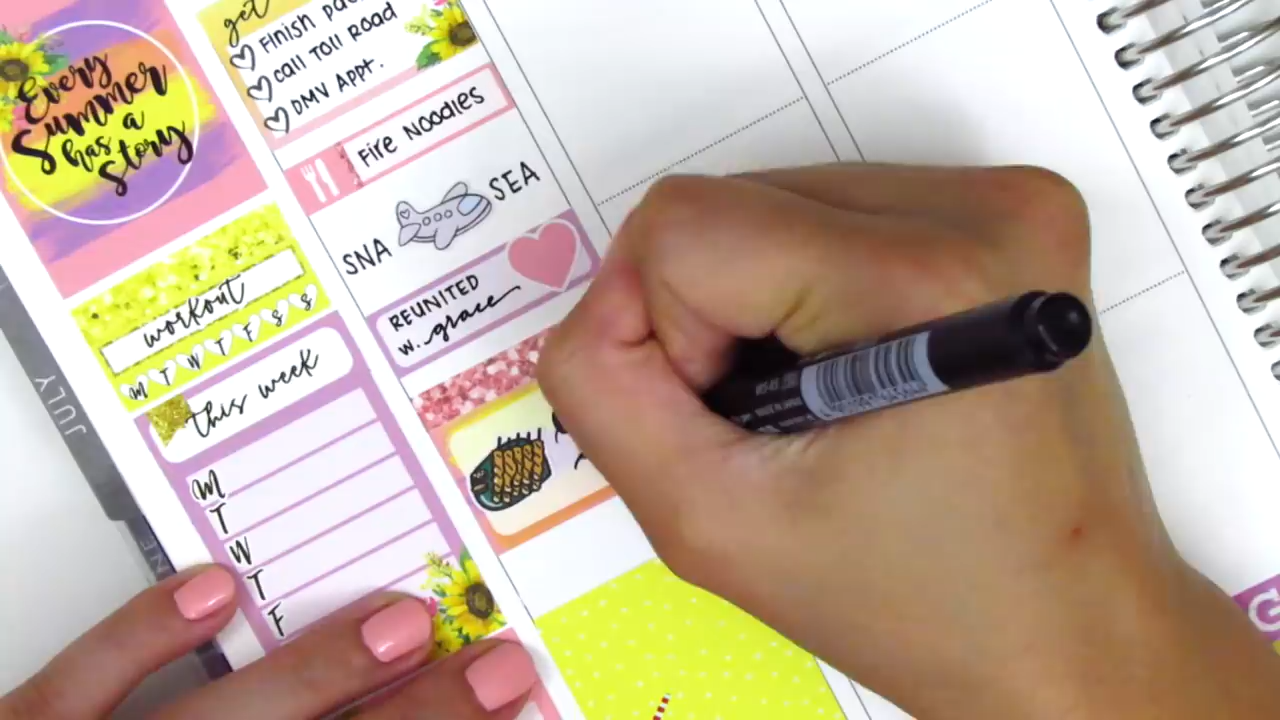 Every
Summer
has a
Story
workout
M T W T F S S
this week
M
T
W
T
F
JULY
get
Finish
call Toll Road
DMV Appt.
Fire Noodles
SNA SEA
REUNITED
w. grace